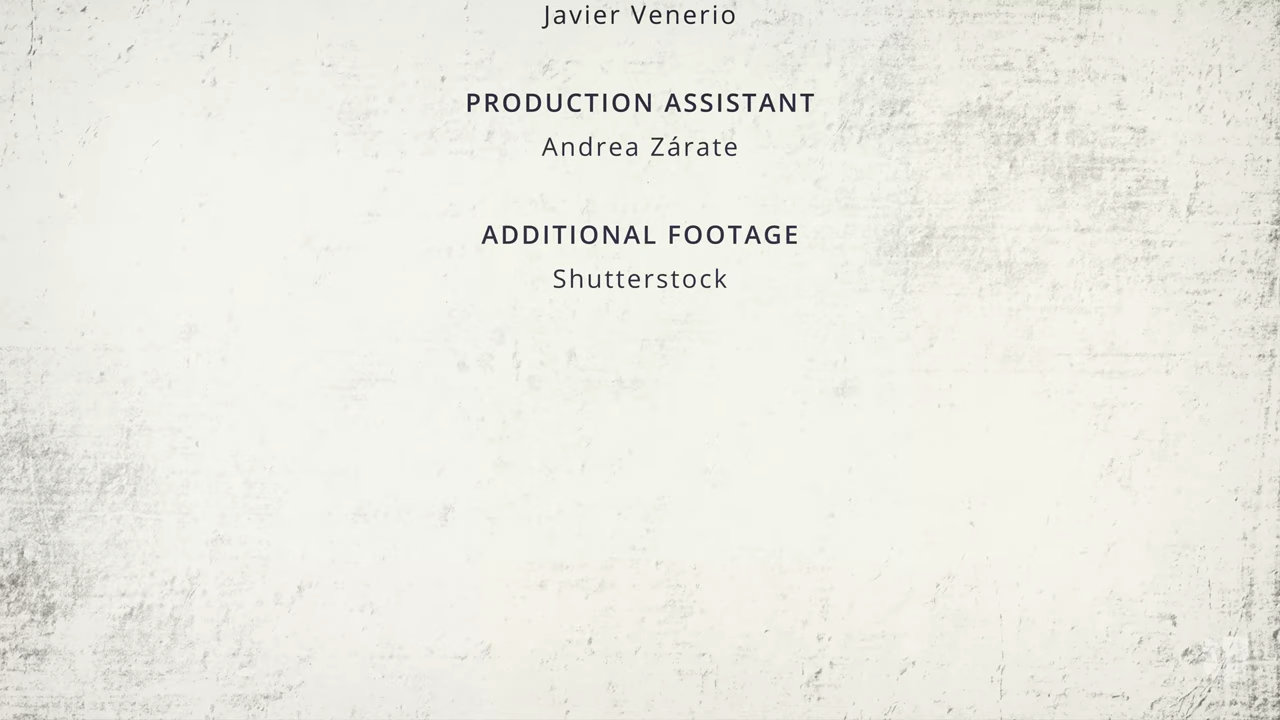 Javier Venerio
PRODUCTION ASSISTANT
Andrea Zárate
ADDITIONAL FOOTAGE
Shutterstock